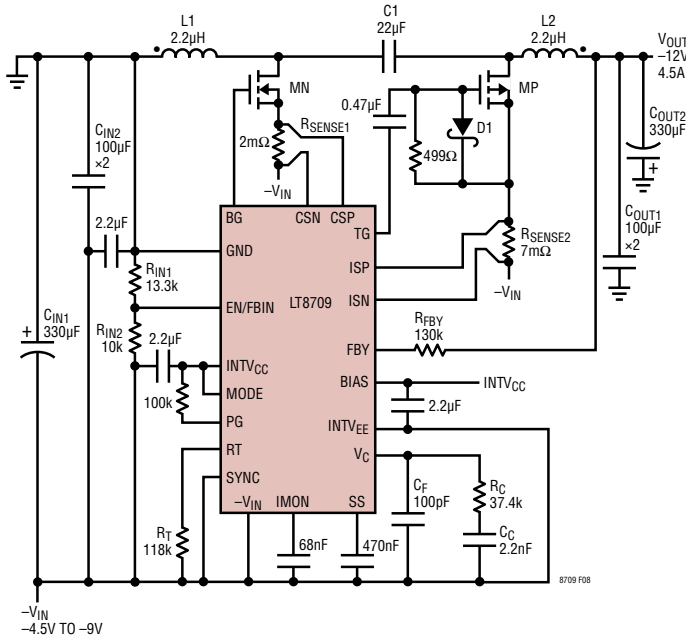 L1
2.2µH
C1
22µF
L2
2.2µH
VOUT
–12V
4.5A
MN
MP
CIN2
100µF
×2
RSENSE1
2mΩ
–VIN
0.47µF
D1
499Ω
COUT2
330µF
+
COUT1
100µF
×2
2.2µF
BG
CSN
CSP
TG
GND
RIN1
13.3k
ISP
RSENSE2
7mΩ
–VIN
EN/FBIN
LT8709
ISN
CIN1
330µF
+
RIN2
10k
2.2µF
RFBY
130k
FBY
INTVCC
BIAS
INTVCC
MODE
100k
2.2µF
PG
INTVEE
RT
VC
SYNC
CF
100pF
RC
37.4k
–VIN
IMON
SS
RT
118k
68nF
470nF
CC
2.2nF
8709 F08
–VIN
–4.5V TO –9V